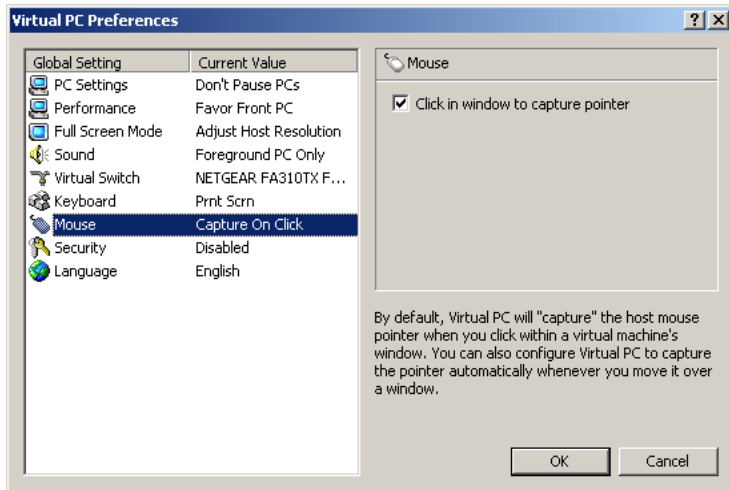 Virtual PC Preferences
Global Setting Current Value
PC Settings Don't Pause PCs
Performance Favor Front PC
Full Screen Mode Adjust Host Resolution
Sound Foreground PC Only
Virtual Switch NETGEAR FA310TX F...
Keyboard Prnt Scrn
Mouse Capture On Click
Security Disabled
Language English
Mouse
Click in window to capture pointer
By default, Virtual PC will "capture" the host mouse
pointer when you click within a virtual machine's
window. You can also configure Virtual PC to capture
the pointer automatically whenever you move it over
a window.
OK Cancel